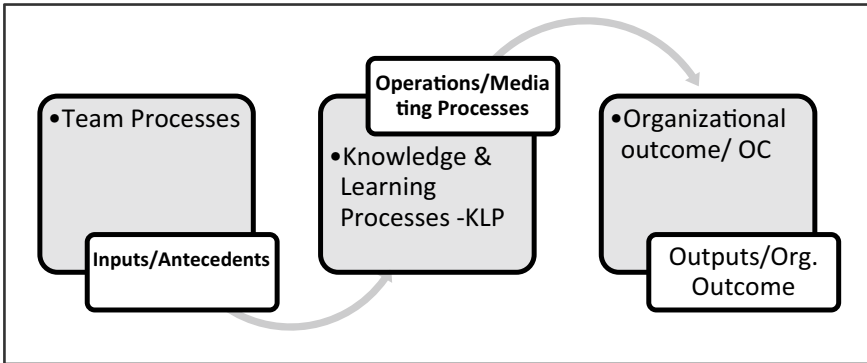 •Team Processes
Inputs/Antecedents
Operations/Media
ting Processes
•Knowledge &
Learning
Processes -KLP
•Organizational
outcome/ OC
Outputs/Org.
Outcome